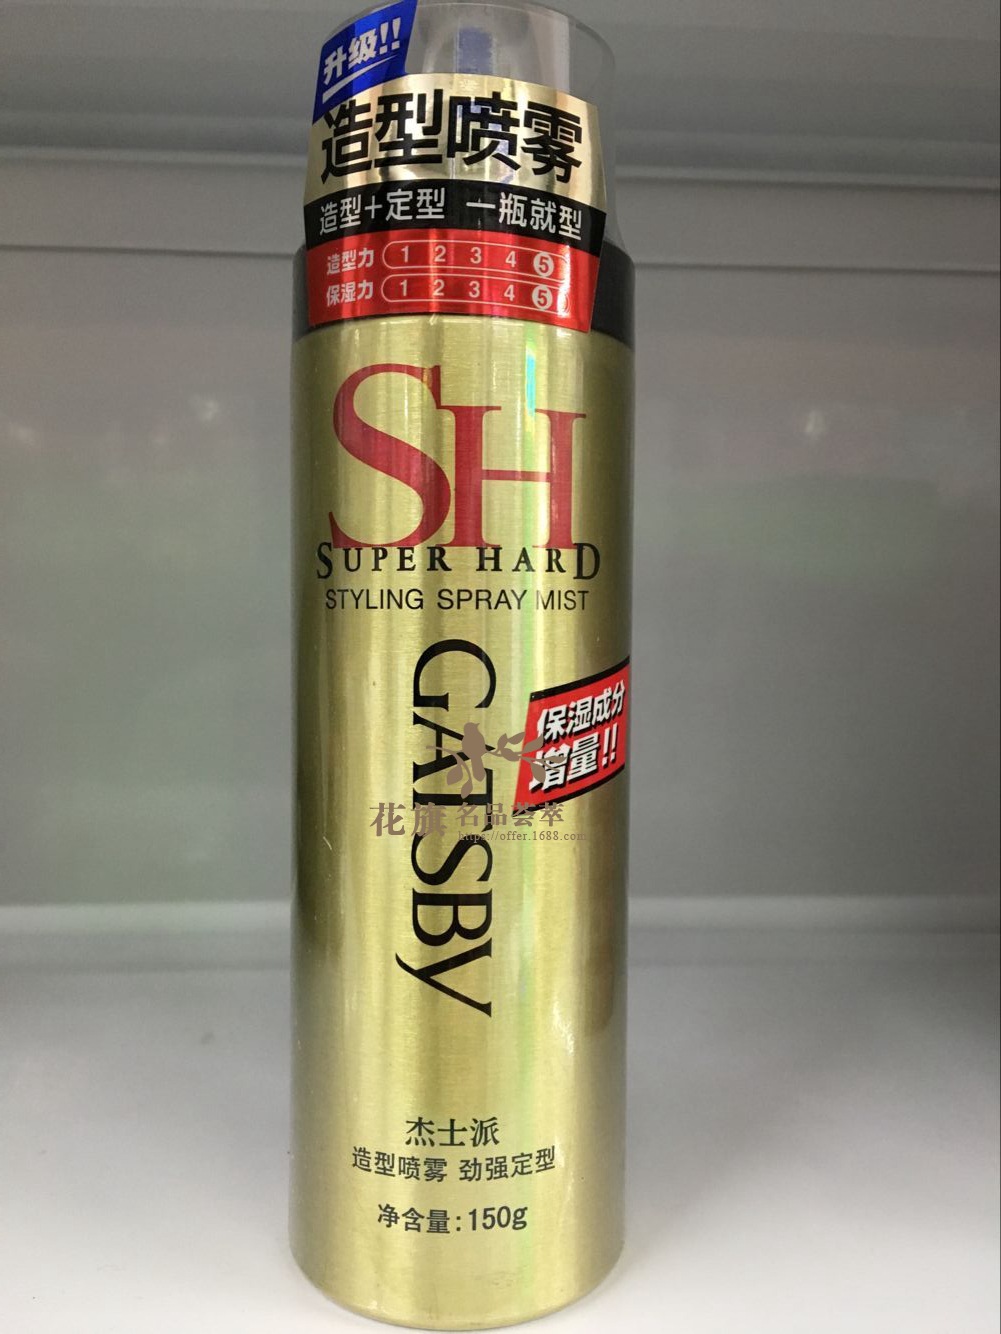 升级!!
造型喷雾
造型+定型 一瓶就型
造型力 1 2 3 4 5
保湿力 1 2 3 4 5
SH
SUPER HARD
STYLING SPRAY MIST
GATSBY
保湿成分
增量!!
花旗名品荟萃
https://offer.1688.com
杰士派
造型喷雾 劲强定型
净含量:150g